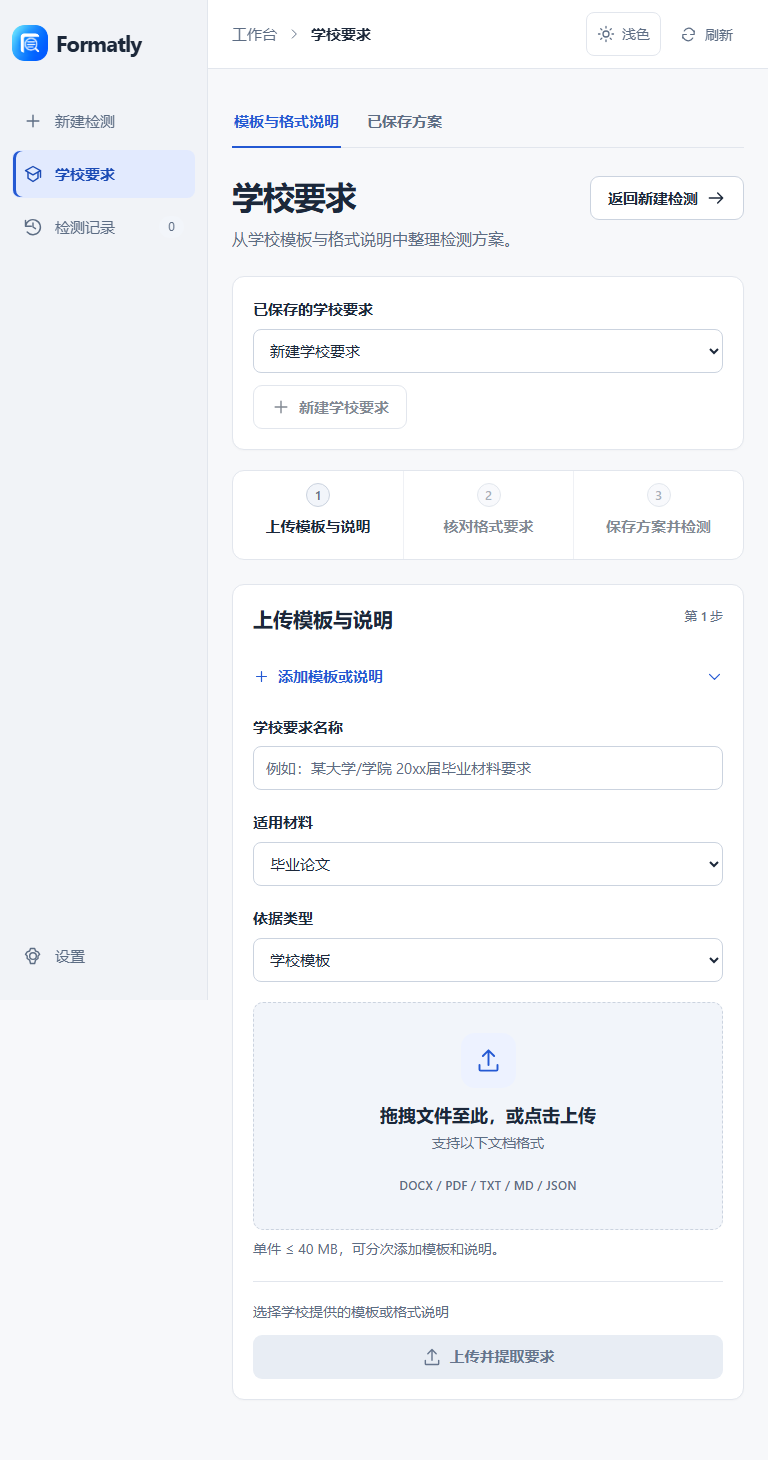 Formatly
新建检测
学校要求
检测记录 0
设置
工作台 > 学校要求
浅色
刷新
模板与格式说明
已保存方案
学校要求
返回新建检测 →
从学校模板与格式说明中整理检测方案。
已保存的学校要求
新建学校要求
新建学校要求
1
上传模板与说明
2
核对格式要求
3
保存方案并检测
上传模板与说明
第 1 步
添加模板或说明
学校要求名称
例如：某大学/学院 20xx届毕业材料要求
适用材料
毕业论文
依据类型
学校模板
拖拽文件至此，或点击上传
支持以下文档格式
DOCX / PDF / TXT / MD / JSON
单件 ≤ 40 MB，可分次添加模板和说明。
选择学校提供的模板或格式说明
上传并提取要求